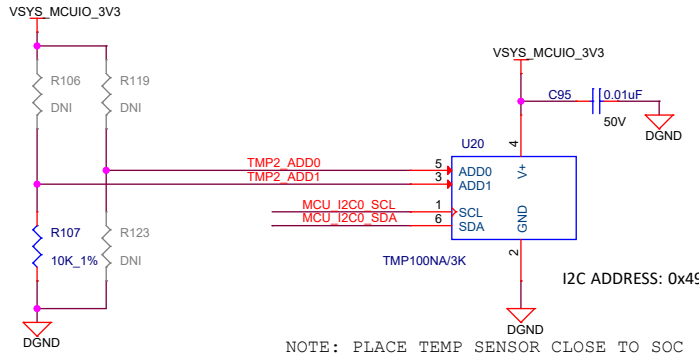 VSYS_MCUIO_3V3
R106
DNI
R119
DNI
VSYS_MCUIO_3V3
C95
0.01uF
50V
DGND
U20
4
V+
TMP2_ADD0
5
ADD0
TMP2_ADD1
3
ADD1
MCU_I2C0_SCL
1
SCL
MCU_I2C0_SDA
6
SDA
GND
2
R107
10K_1%
R123
DNI
TMP100NA/3K
I2C ADDRESS: 0x49
DGND
DGND
NOTE: PLACE TEMP SENSOR CLOSE TO SOC